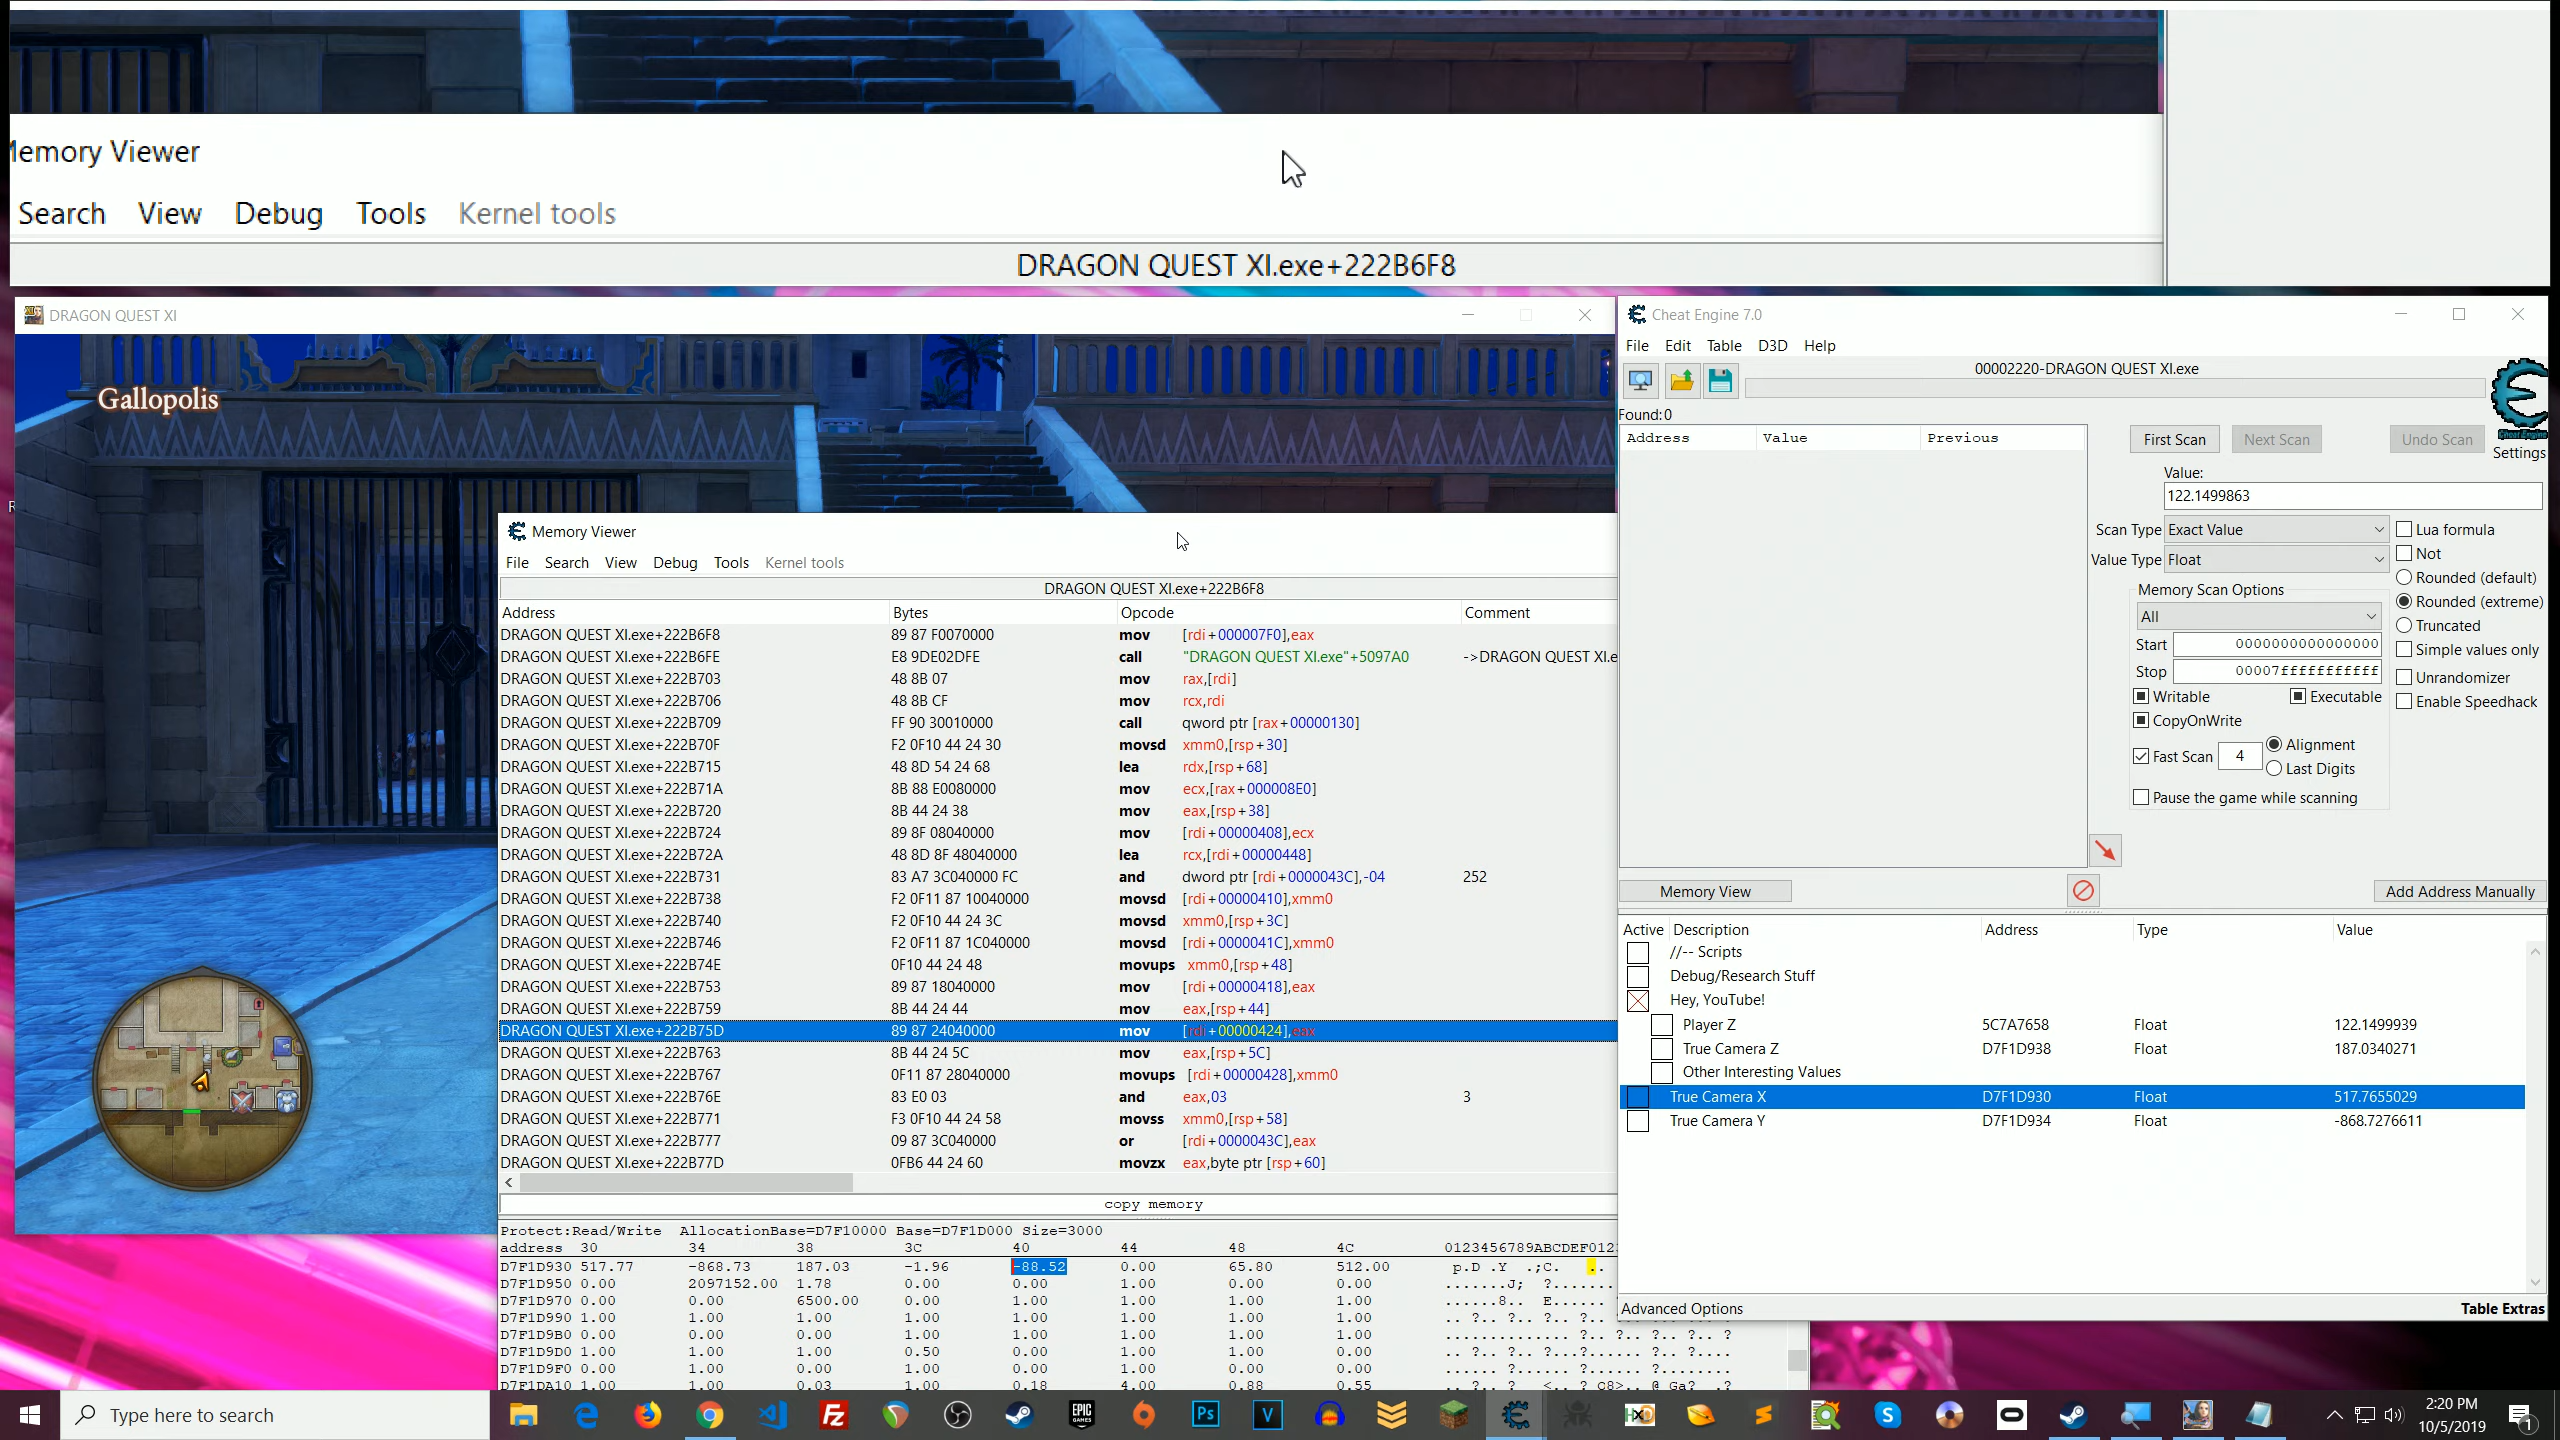 Memory Viewer
Search View Debug Tools Kernel tools
DRAGON QUEST XI.exe+222B6F8
DRAGON QUEST XI
Gallopolis
Memory Viewer
File Search View Debug Tools Kernel tools
DRAGON QUEST XI.exe+222B6F8
Address Bytes Opcode Comment
DRAGON QUEST XI.exe+222B6F8 89 87 F0070000 mov [rdi+000007F0],eax
DRAGON QUEST XI.exe+222B6FE E8 9DE02DFE call "DRAGON QUEST XI.exe"+5097A0 ->DRAGON QUEST XI.e
DRAGON QUEST XI.exe+222B703 48 8B 07 mov rax,[rdi]
DRAGON QUEST XI.exe+222B706 48 8B CF mov rcx,rdi
DRAGON QUEST XI.exe+222B709 FF 90 30010000 call qword ptr [rax+00000130]
DRAGON QUEST XI.exe+222B70F F2 0F10 44 24 30 movsd xmm0,[rsp+30]
DRAGON QUEST XI.exe+222B715 48 8D 54 24 68 lea rdx,[rsp+68]
DRAGON QUEST XI.exe+222B71A 8B 88 E0080000 mov ecx,[rax+000008E0]
DRAGON QUEST XI.exe+222B720 8B 44 24 38 mov eax,[rsp+38]
DRAGON QUEST XI.exe+222B724 89 8F 08040000 mov [rdi+00000408],ecx
DRAGON QUEST XI.exe+222B72A 48 8D 8F 48040000 lea rcx,[rdi+00000448]
DRAGON QUEST XI.exe+222B731 83 A7 3C040000 FC and dword ptr [rdi+0000043C],-04 252
DRAGON QUEST XI.exe+222B738 F2 0F11 87 10040000 movsd [rdi+00000410],xmm0
DRAGON QUEST XI.exe+222B740 F2 0F10 44 24 3C movsd xmm0,[rsp+3C]
DRAGON QUEST XI.exe+222B746 F2 0F11 87 1C040000 movsd [rdi+0000041C],xmm0
DRAGON QUEST XI.exe+222B74E 0F10 44 24 48 movups xmm0,[rsp+48]
DRAGON QUEST XI.exe+222B753 89 87 18040000 mov [rdi+00000418],eax
DRAGON QUEST XI.exe+222B759 8B 44 24 44 mov eax,[rsp+44]
DRAGON QUEST XI.exe+222B75D 89 87 24040000 mov [rdi+00000424],eax
DRAGON QUEST XI.exe+222B763 8B 44 24 5C mov eax,[rsp+5C]
DRAGON QUEST XI.exe+222B767 0F11 87 28040000 movups [rdi+00000428],xmm0
DRAGON QUEST XI.exe+222B76E 83 E0 03 and eax,03 3
DRAGON QUEST XI.exe+222B771 F3 0F10 44 24 58 movss xmm0,[rsp+58]
DRAGON QUEST XI.exe+222B777 09 87 3C040000 or [rdi+0000043C],eax
DRAGON QUEST XI.exe+222B77D 0FB6 44 24 60 movzx eax,byte ptr [rsp+60]
copy memory
Protect:Read/Write AllocationBase=D7F10000 Base=D7F1D000 Size=3000
address 30 34 38 3C 40 44 48 4C 0123456789ABCDEF012
D7F1D930 517.77 -868.73 187.03 -1.96 -88.52 0.00 65.80 512.00 p.D .Y .;C. ..
D7F1D950 0.00 2097152.00 1.78 0.00 0.00 1.00 0.00 0.00 .......J; ?.......
D7F1D970 0.00 0.00 6500.00 0.00 1.00 1.00 1.00 1.00
D7F1D990 1.00 1.00 1.00 1.00 1.00 1.00 1.00 1.00
D7F1D9B0 0.00 0.00 0.00 0.00 0.00 1.00 1.00 1.00
D7F1D9D0 1.00 1.00 1.00 0.50 0.00 1.00 0.00 0.00
D7F1D9F0 0.00 1.00 0.00 1.00 0.00 1.00 0.00 0.00
D7F1DA10 1.00 1.00 0.03 1.00 0.18 4.00 0.88 0.55
Cheat Engine 7.0
File Edit Table D3D Help
00002220-DRAGON QUEST XI.exe
Found:0
Address Value Previous
First Scan Next Scan Undo Scan
Cheat Engine
Settings
Value:
122.1499863
Scan Type Exact Value Lua formula
Not
Value Type Float
Rounded (default)
Memory Scan Options
Rounded (extreme)
All
Truncated
Start 0000000000000000
Simple values only
Stop 00007fffffffffff
Unrandomizer
Writable Executable
Enable Speedhack
CopyOnWrite
Fast Scan 4 Alignment
Last Digits
Pause the game while scanning
Memory View Add Address Manually
Active Description Address Type Value
//-- Scripts
Debug/Research Stuff
Hey, YouTube!
Player Z 5C7A7658 Float 122.1499939
True Camera Z D7F1D938 Float 187.0340271
Other Interesting Values
True Camera X D7F1D930 Float 517.7655029
True Camera Y D7F1D934 Float -868.7276611
Advanced Options Table Extras
Type here to search
2:20 PM
10/5/2019